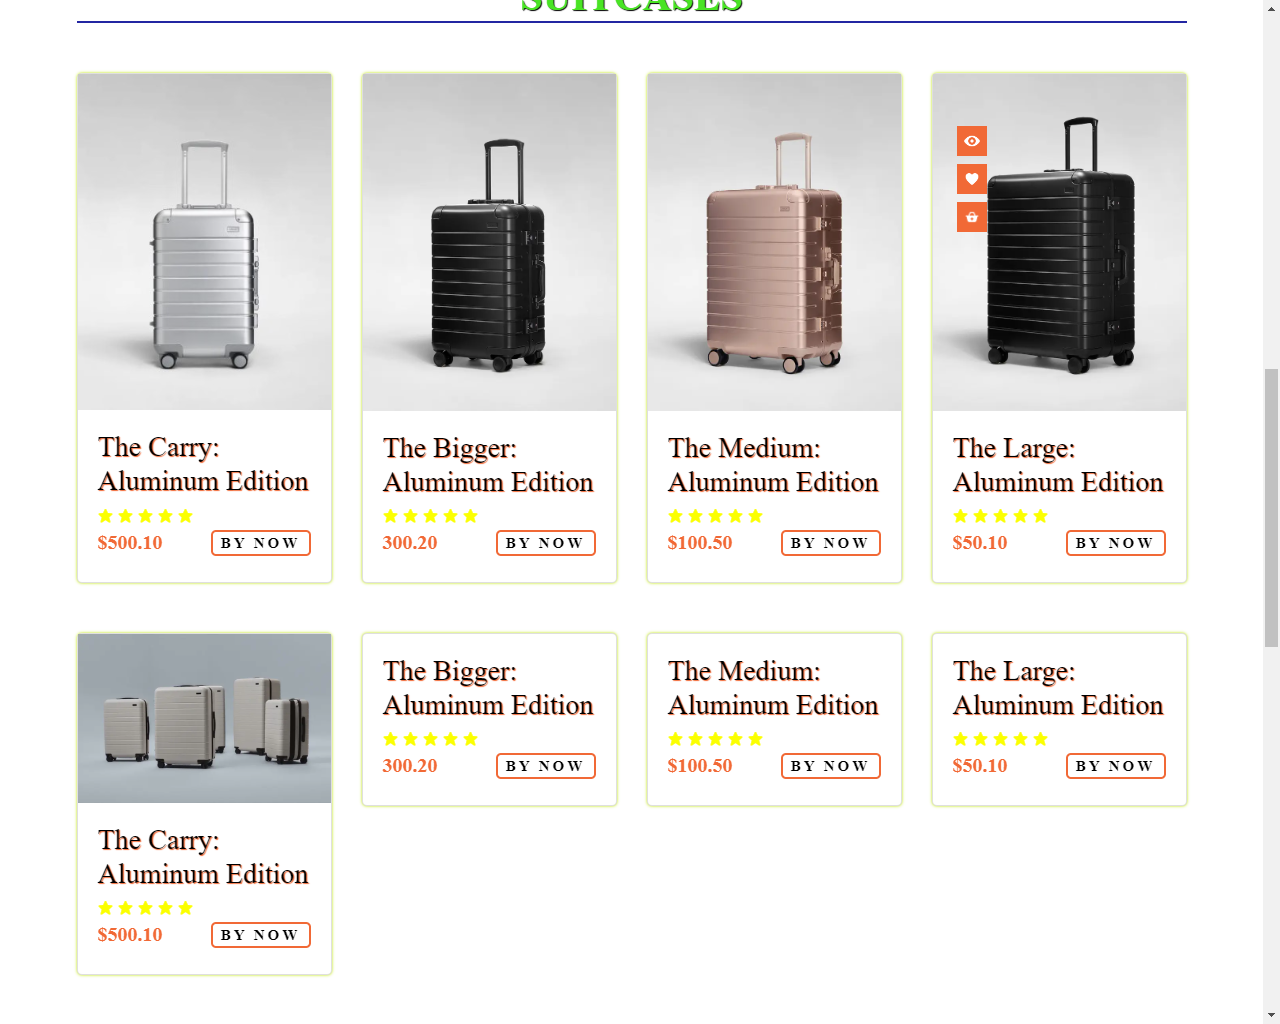 SUITCASES
The Carry:
Aluminum Edition
$500.10 BY NOW
The Bigger:
Aluminum Edition
300.20 BY NOW
The Medium:
Aluminum Edition
$100.50 BY NOW
The Large:
Aluminum Edition
$50.10 BY NOW
The Carry:
Aluminum Edition
$500.10 BY NOW
The Bigger:
Aluminum Edition
300.20 BY NOW
The Medium:
Aluminum Edition
$100.50 BY NOW
The Large:
Aluminum Edition
$50.10 BY NOW